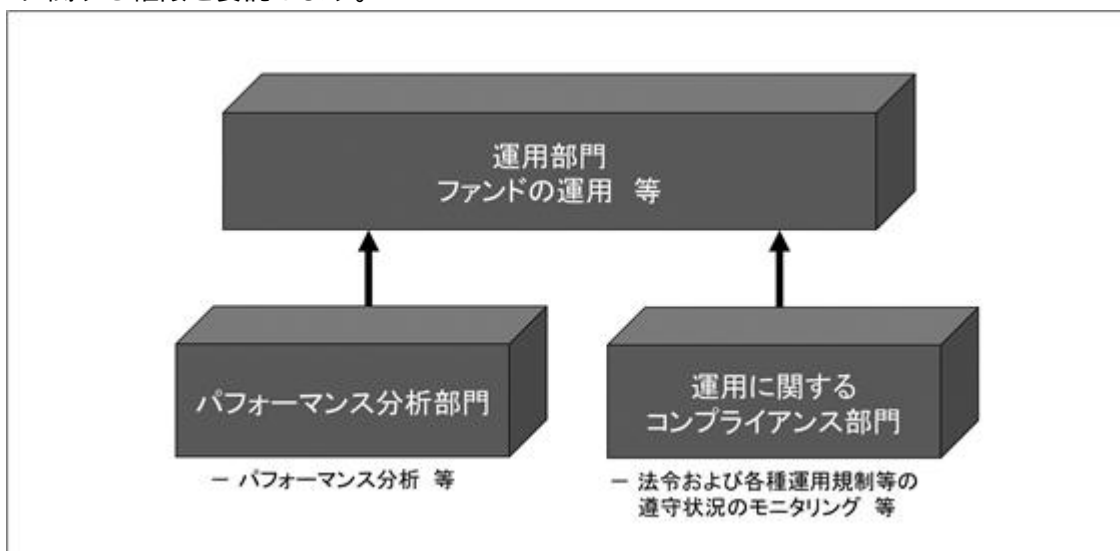 運用部門
ファンドの運用 等
パフォーマンス分析部門
－ パフォーマンス分析 等
運用に関する
コンプライアンス部門
－ 法令および各種運用規制等の
遵守状況のモニタリング 等